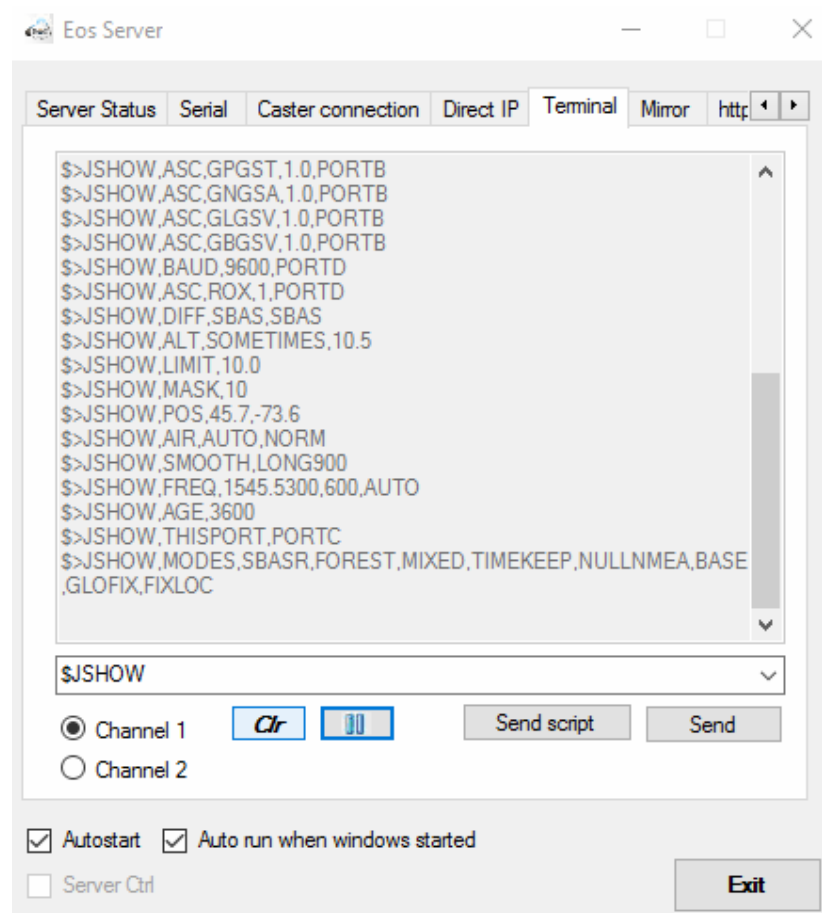 Eos Server
Server Status Serial Caster connection Direct IP Terminal Mirror http
$>JSHOW,ASC,GPGST,1.0,PORTB
$>JSHOW,ASC,GNGSA,1.0,PORTB
$>JSHOW,ASC,GLGSV,1.0,PORTB
$>JSHOW,ASC,GBGSV,1.0,PORTB
$>JSHOW,BAUD,9600,PORTD
$>JSHOW,ASC,ROX,1,PORTD
$>JSHOW,DIFF,SBAS,SBAS
$>JSHOW,ALT,SOMETIMES,10.5
$>JSHOW,LIMIT,10.0
$>JSHOW,MASK,10
$>JSHOW,POS,45.7,-73.6
$>JSHOW,AIR,AUTO,NORM
$>JSHOW,SMOOTH,LONG900
$>JSHOW,FREQ,1545.5300,600,AUTO
$>JSHOW,AGE,3600
$>JSHOW,THISPORT,PORTC
$>JSHOW,MODES,SBASR,FOREST,MIXED,TIMEKEEP,NULLNMEA,BASE
,GLOFIX,FIXLOC
$JSHOW
Channel 1 Clr Send script Send
Channel 2
Autostart Auto run when windows started
Server Ctrl Exit